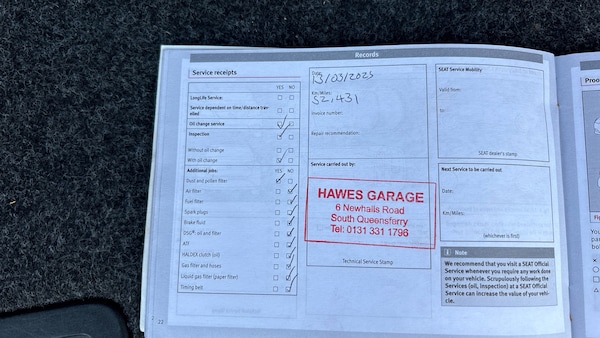 Records
Service receipts
YES NO
LongLife Service
Service dependent on time/distance tran-
elled
Oil change service
Inspection
Without oil change
With oil change
Additional jobs: YES NO
Dust and pollen filter
Air filter
Fuel filter
Spark plugs
Brake fluid
DSG®: oil and filter
ATF
HALDEX clutch (oil)
Gas filter and hoses
Liquid gas filter (paper filter)
Timing belt
22
Date:
13/03/2025
Km/Miles:
52,431
Invoice number:
Repair recommendation:
Service carried out by:
HAWES GARAGE
6 Newhalls Road
South Queensferry
Tel: 0131 331 1796
Technical Service Stamp
SEAT Service Mobility
Valid from:
to:
SEAT dealer's stamp
Next Service to be carried out
Date:
Km/Miles:
(whichever is first)
i Note
We recommend that you visit a SEAT Official
Service whenever you require any work done
on your vehicle. Scrupulously following the
Services (oil, inspection) at a SEAT Official
Service can increase the value of your vehi-
cle.